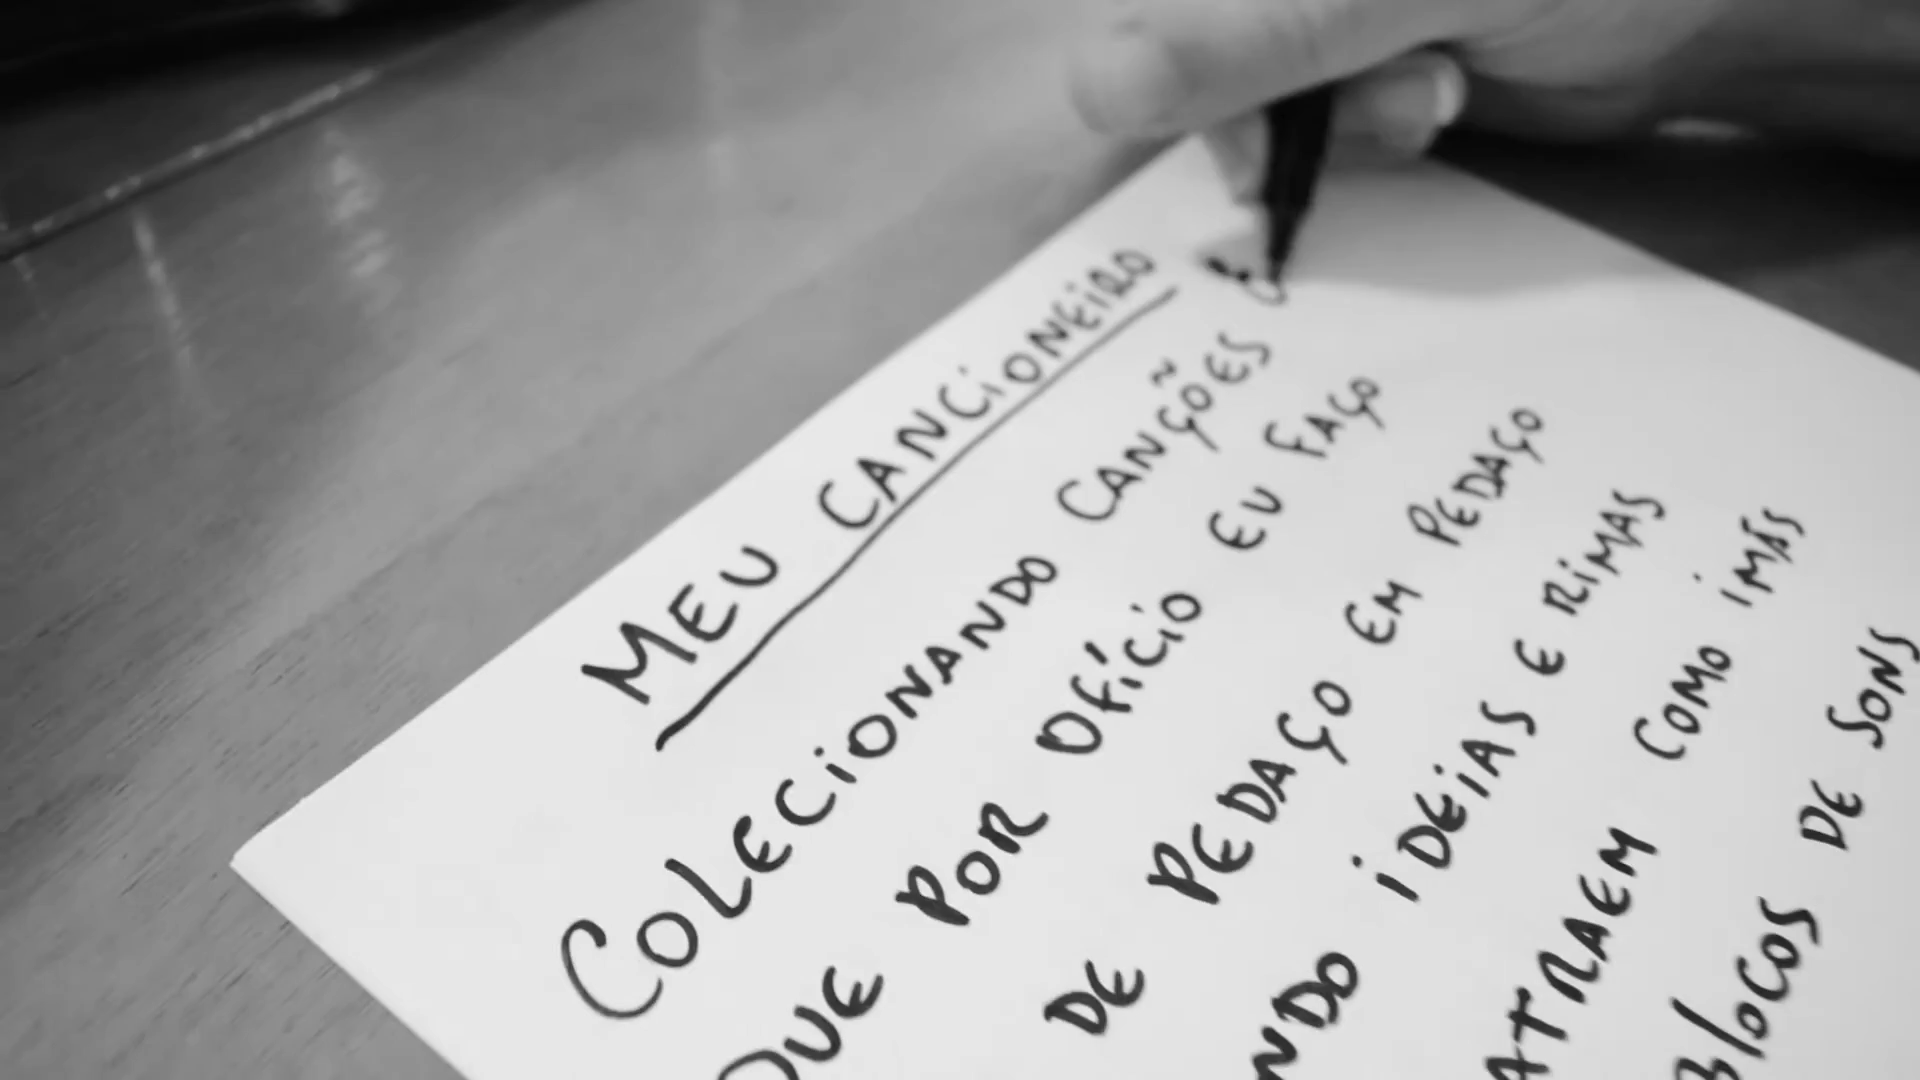 MEU CANCIONEIRO
COLECIONANDO CANÇÕES
QUE POR OFÍCIO EU FAÇO
DE PEDAÇO EM PEDAÇO
IDEIAS E RIMAS
ATRAEM COMO IMÃS
BLOCOS DE SONS